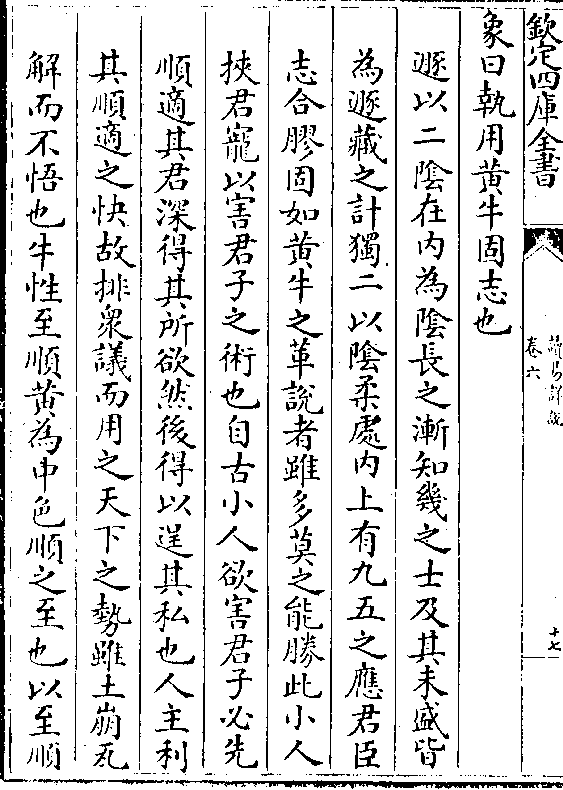 欽定四庫全書
讀易詳說
卷六
十七
象曰執用黃牛固志也
遯以二陰在內為陰長之漸知幾之士及其未盛皆
為遯藏之計獨二以陰柔處內上有九五之應君臣
志合膠固如黃牛之革說者雖多莫之能勝此小人
挾君寵以害君子之術也自古小人欲害君子必先
順適其君深得其所欲然後得以逞其私也人主利
其順適之快故排衆議而用之天下之勢雖土崩瓦
解而不悟也牛性至順黃為中色順之至也以至順